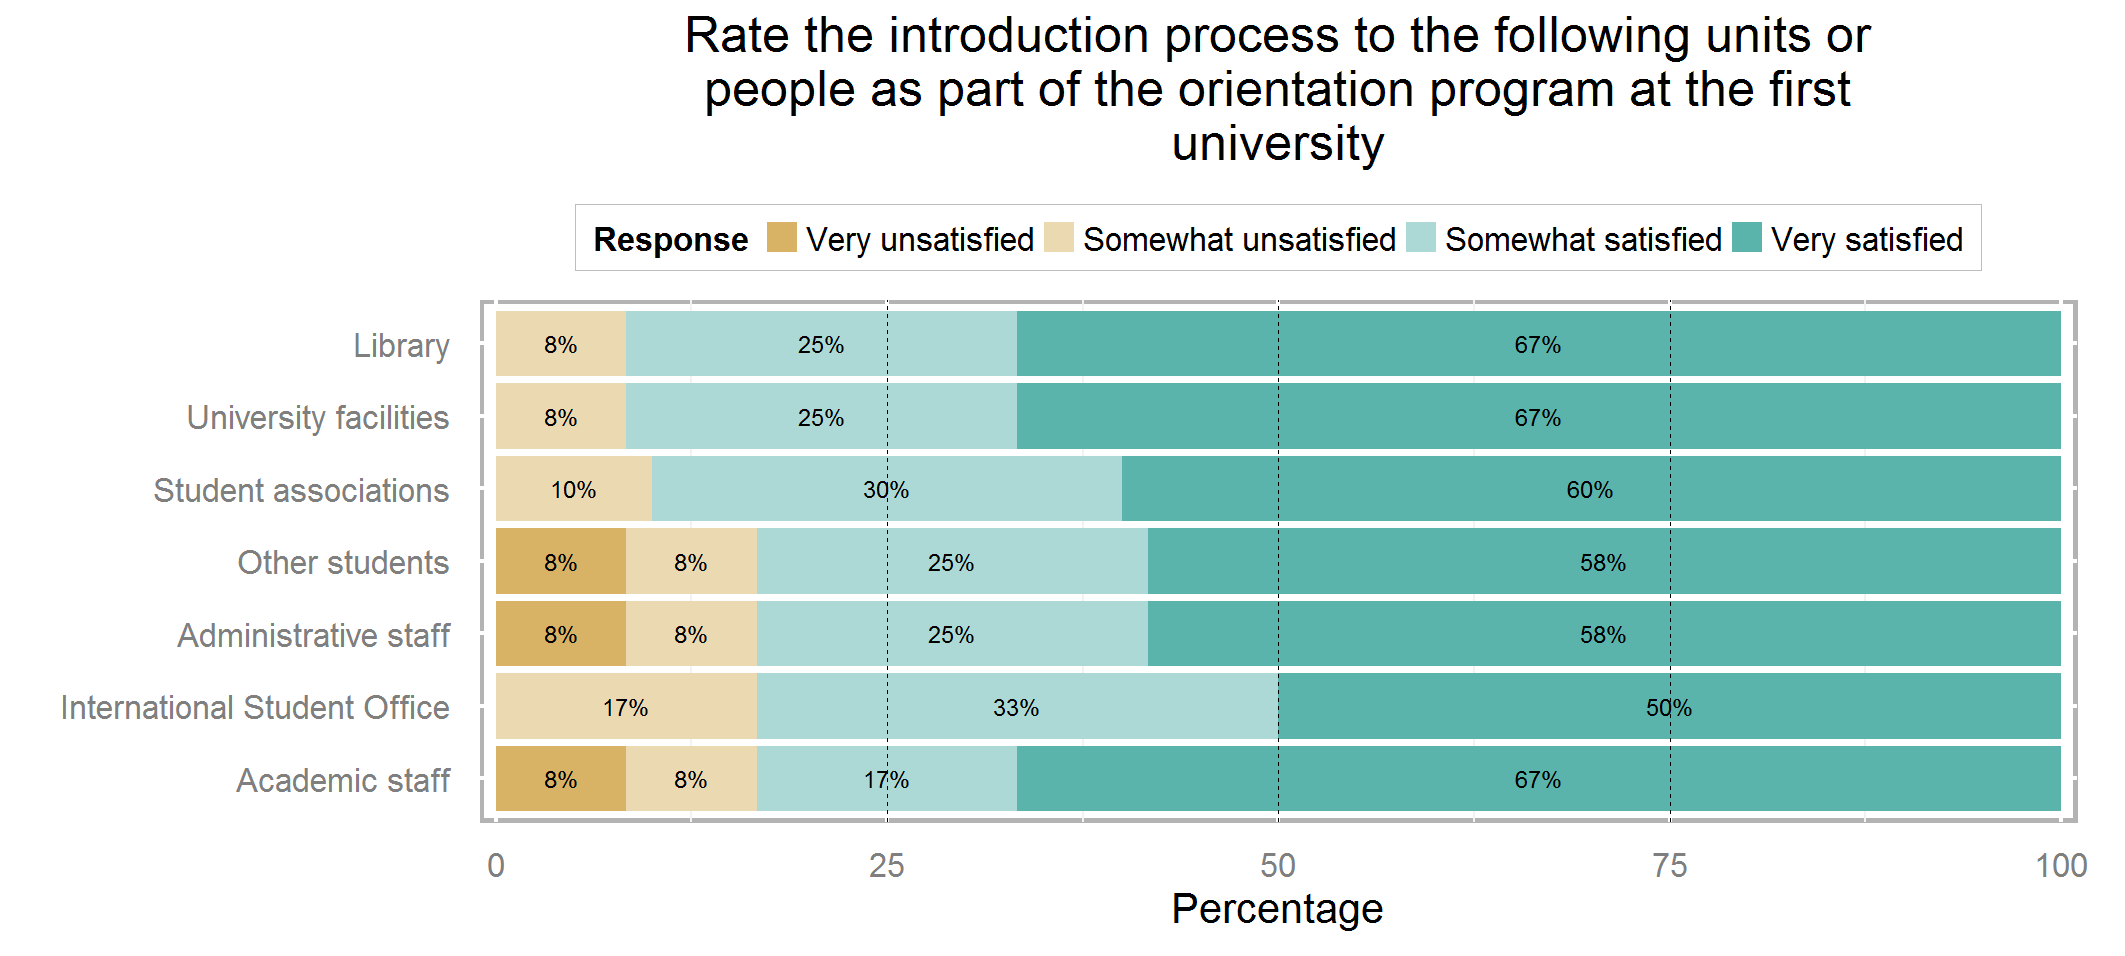 Rate the introduction process to the following units or
people as part of the orientation program at the first
university
Response Very unsatisfied Somewhat unsatisfied Somewhat satisfied Very satisfied
Library 8% 25% 67%
University facilities 8% 25% 67%
Student associations 10% 30% 60%
Other students 8% 8% 25% 58%
Administrative staff 8% 8% 25% 58%
International Student Office 17% 33% 50%
Academic staff 8% 8% 17% 67%
0 25 50 75 100
Percentage